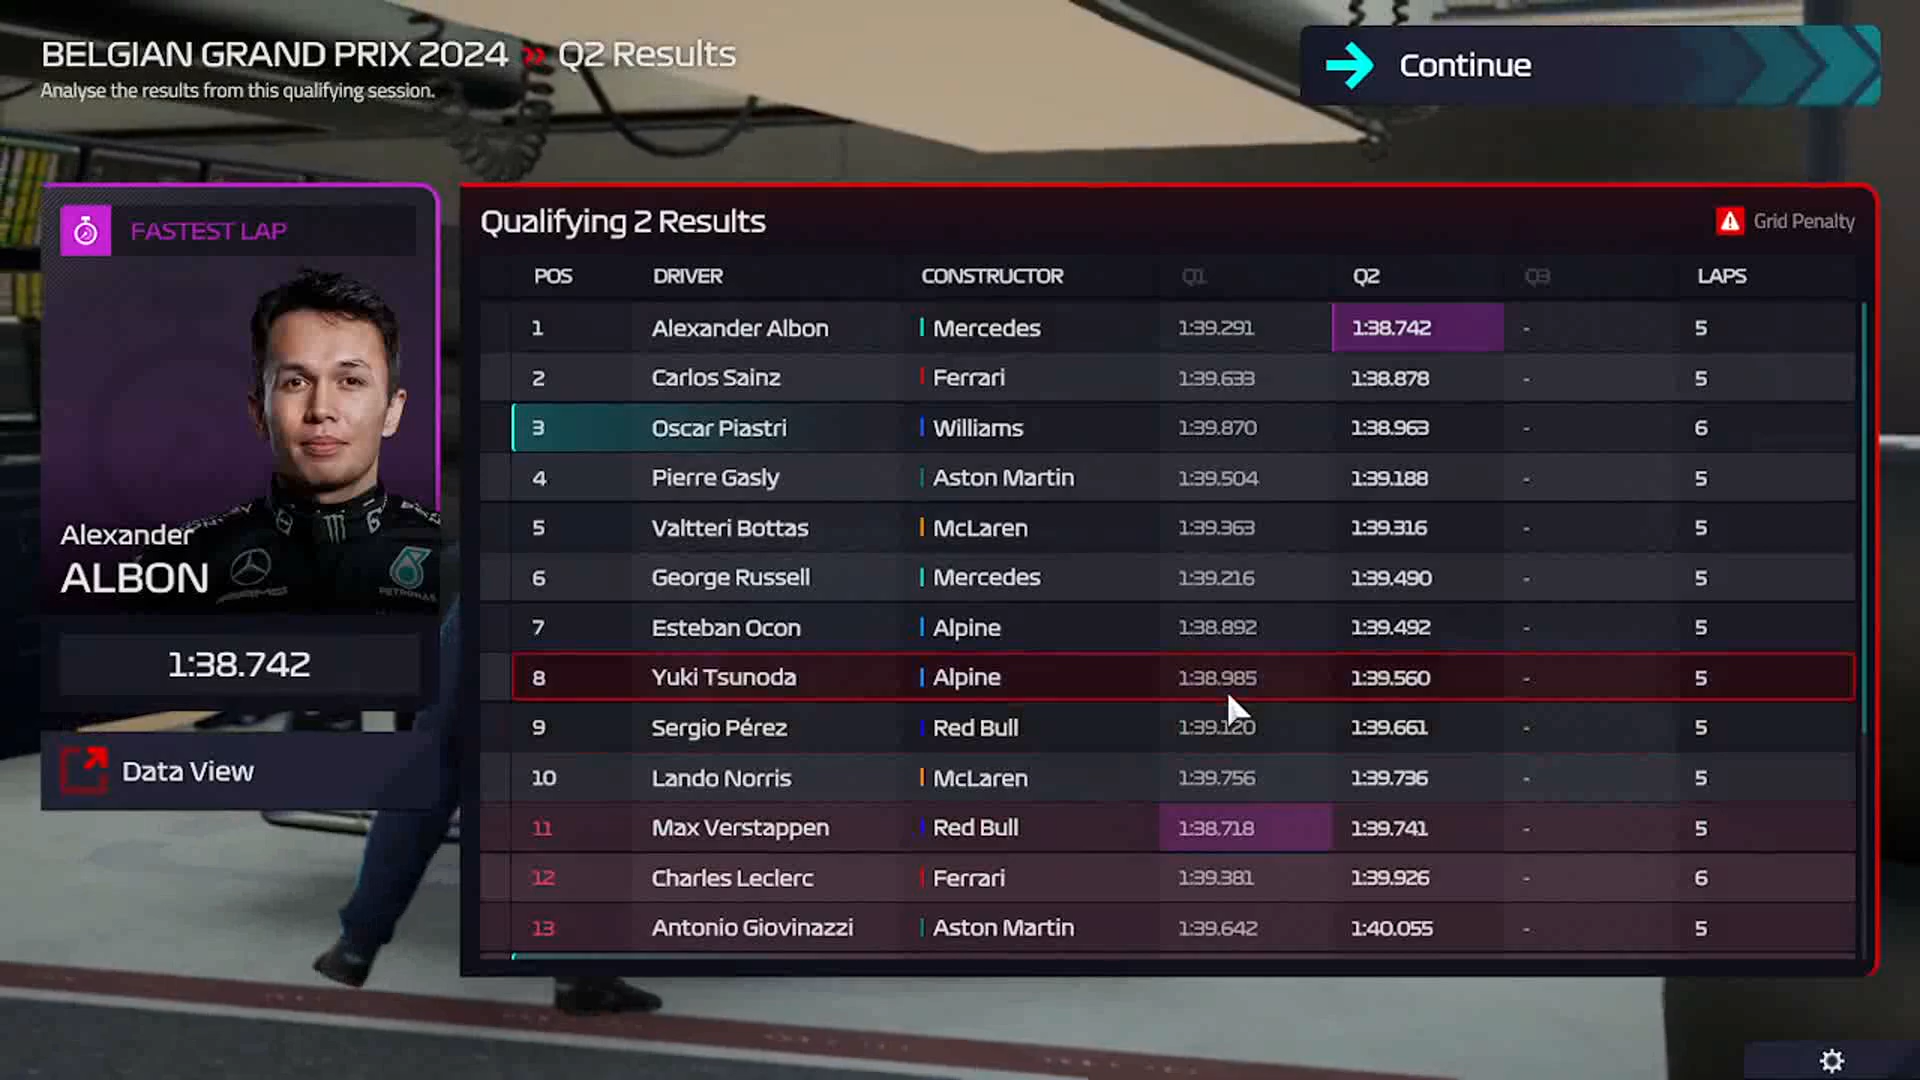 BELGIAN GRAND PRIX 2024 » Q2 Results
Analyse the results from this qualifying session.
Continue
FASTEST LAP
Alexander
ALBON
1:38.742
Data View
Qualifying 2 Results
Grid Penalty
POS DRIVER CONSTRUCTOR Q1 Q2 Q3 LAPS
1 Alexander Albon Mercedes 1:39.291 1:38.742 - 5
2 Carlos Sainz Ferrari 1:39.633 1:38.878 - 5
3 Oscar Piastri Williams 1:39.870 1:38.963 - 6
4 Pierre Gasly Aston Martin 1:39.504 1:39.188 - 5
5 Valtteri Bottas McLaren 1:39.363 1:39.316 - 5
6 George Russell Mercedes 1:39.216 1:39.490 - 5
7 Esteban Ocon Alpine 1:38.892 1:39.492 - 5
8 Yuki Tsunoda Alpine 1:38.985 1:39.560 - 5
9 Sergio Pérez Red Bull 1:39.120 1:39.661 - 5
10 Lando Norris McLaren 1:39.756 1:39.736 - 5
11 Max Verstappen Red Bull 1:38.718 1:39.741 - 5
12 Charles Leclerc Ferrari 1:39.381 1:39.926 - 6
13 Antonio Giovinazzi Aston Martin 1:39.642 1:40.055 - 5
PETRONAS